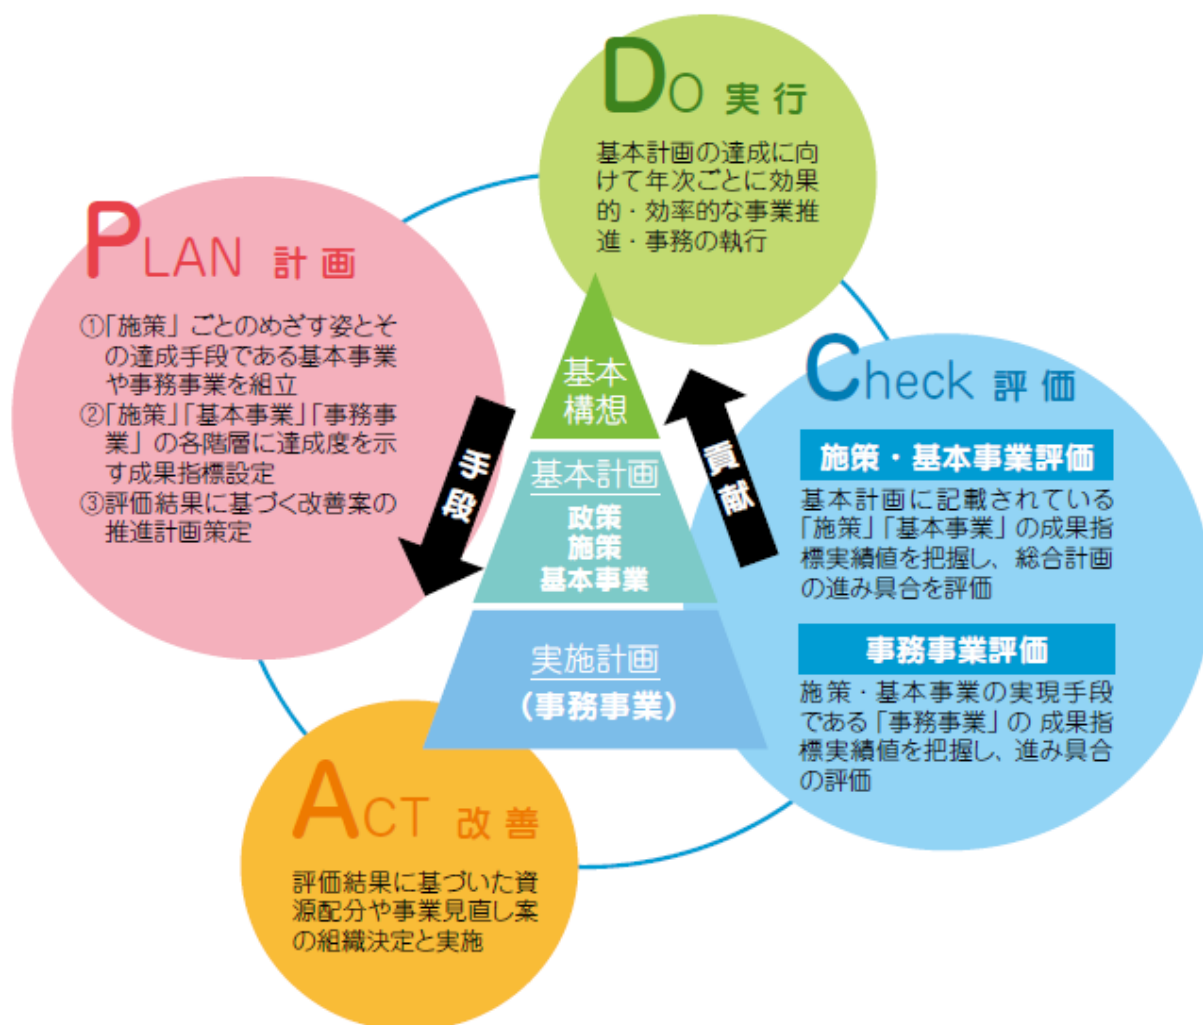 DO 実行
基本計画の達成に向
けて年次ごとに効果
的・効率的な事業推
進・事務の執行
PLAN 計画
①「施策」ごとのめざす姿とそ
の達成手段である基本事業
や事務事業を組立
②「施策」「基本事業」「事務事
業」の各階層に達成度を示
す成果指標設定
③評価結果に基づく改善案の
推進計画策定
手段
基本
構想
基本計画
政策
施策
基本事業
実施計画
（事務事業）
貢献
Check 評価
施策・基本事業評価
基本計画に記載されている
「施策」「基本事業」の成果指
標実績値を把握し、総合計画
の進み具合を評価
事務事業評価
施策・基本事業の実現手段
である「事務事業」の 成果指
標実績値を把握し、進み具合
の評価
ACT 改善
評価結果に基づいた資
源配分や事業見直し案
の組織決定と実施